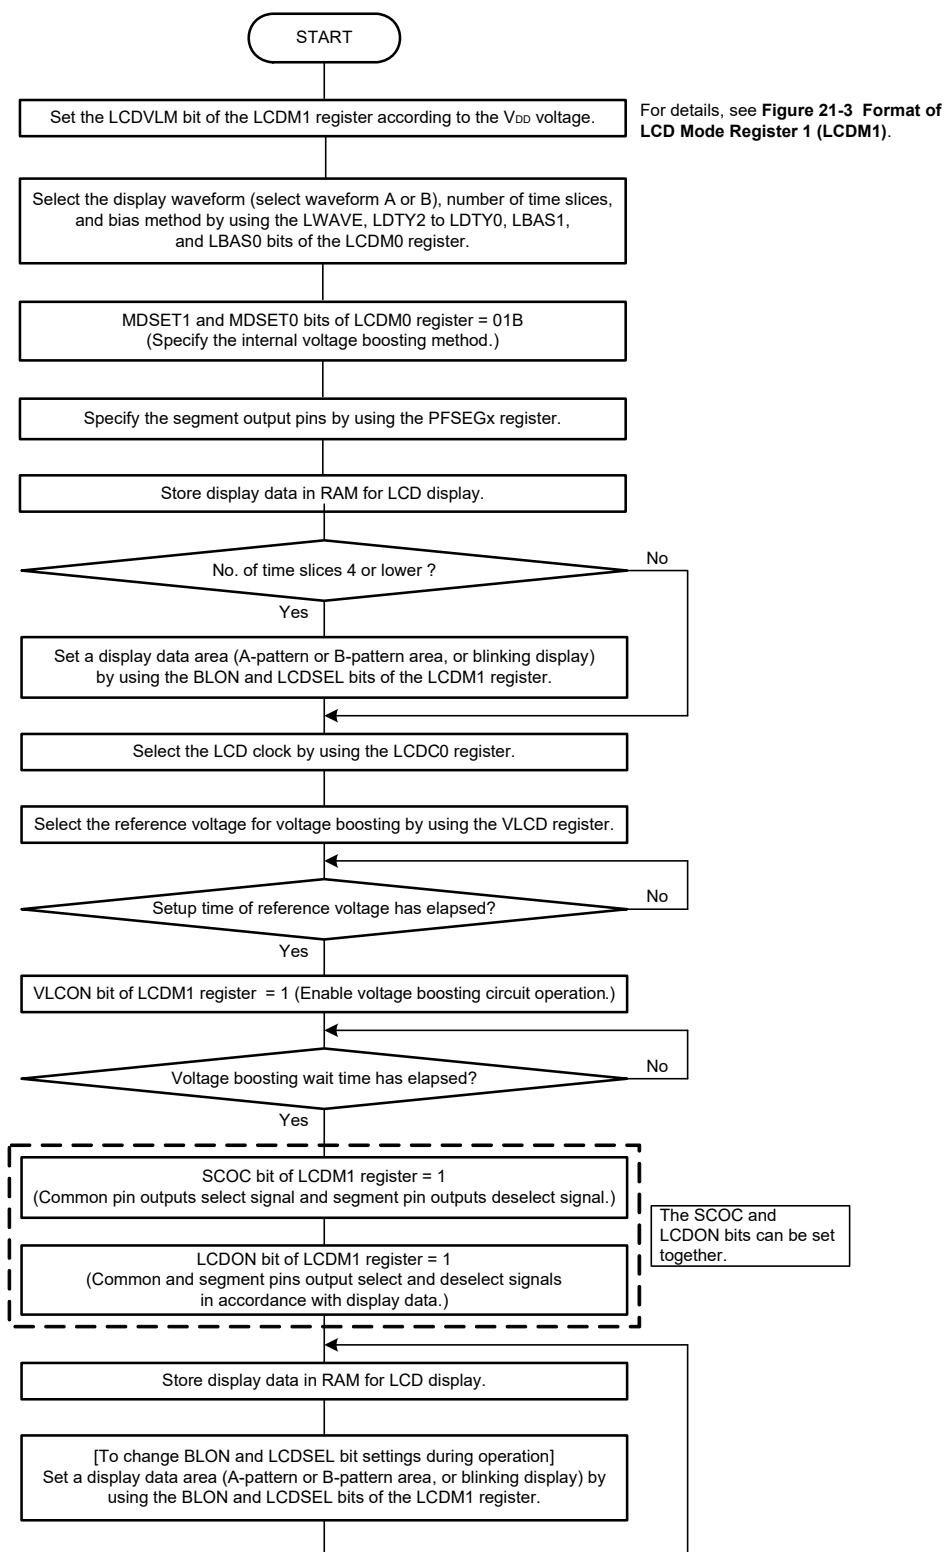 START
Set the LCDVLM bit of the LCDM1 register according to the VDD voltage.
For details, see Figure 21-3 Format of
LCD Mode Register 1 (LCDM1).
Select the display waveform (select waveform A or B), number of time slices,
and bias method by using the LWAVE, LDTY2 to LDTY0, LBAS1,
and LBAS0 bits of the LCDM0 register.
MDSET1 and MDSET0 bits of LCDM0 register = 01B
(Specify the internal voltage boosting method.)
Specify the segment output pins by using the PFSEGx register.
Store display data in RAM for LCD display.
No. of time slices 4 or lower ?
No
Yes
Set a display data area (A-pattern or B-pattern area, or blinking display)
by using the BLON and LCDSEL bits of the LCDM1 register.
Select the LCD clock by using the LCDC0 register.
Select the reference voltage for voltage boosting by using the VLCD register.
Setup time of reference voltage has elapsed?
No
Yes
VLCON bit of LCDM1 register = 1 (Enable voltage boosting circuit operation.)
Voltage boosting wait time has elapsed?
No
Yes
SCOC bit of LCDM1 register = 1
(Common pin outputs select signal and segment pin outputs deselect signal.)
The SCOC and
LCDON bits can be set
together.
LCDON bit of LCDM1 register = 1
(Common and segment pins output select and deselect signals
in accordance with display data.)
Store display data in RAM for LCD display.
[To change BLON and LCDSEL bit settings during operation]
Set a display data area (A-pattern or B-pattern area, or blinking display) by
using the BLON and LCDSEL bits of the LCDM1 register.